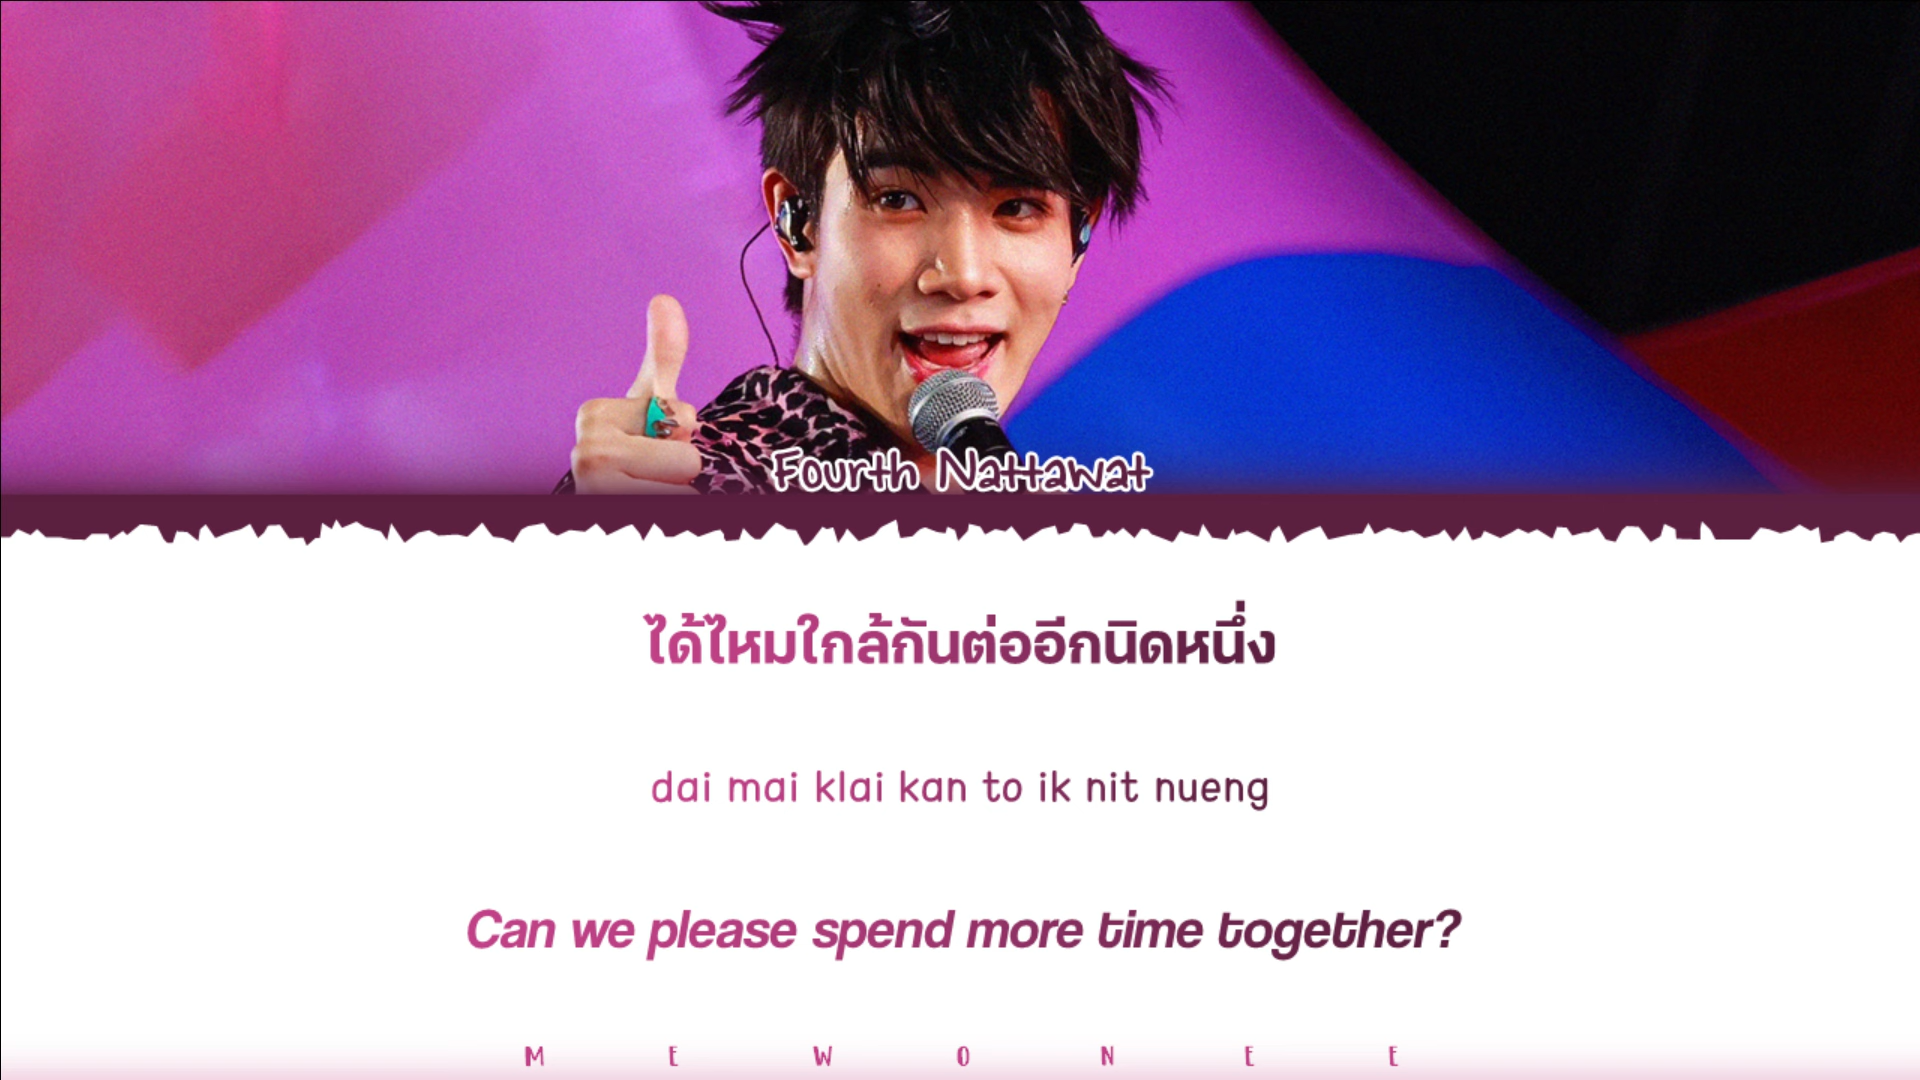 Fourth Nattawat
ได้ไหมใกล้กันต่ออีกนิดหนึ่ง
dai mai klai kan to ik nit nueng
Can we please spend more time together?
MEWONEE